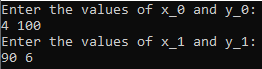 Enter the values of x_0 and y_0:
4 100
Enter the values of x_1 and y_1:
90 6